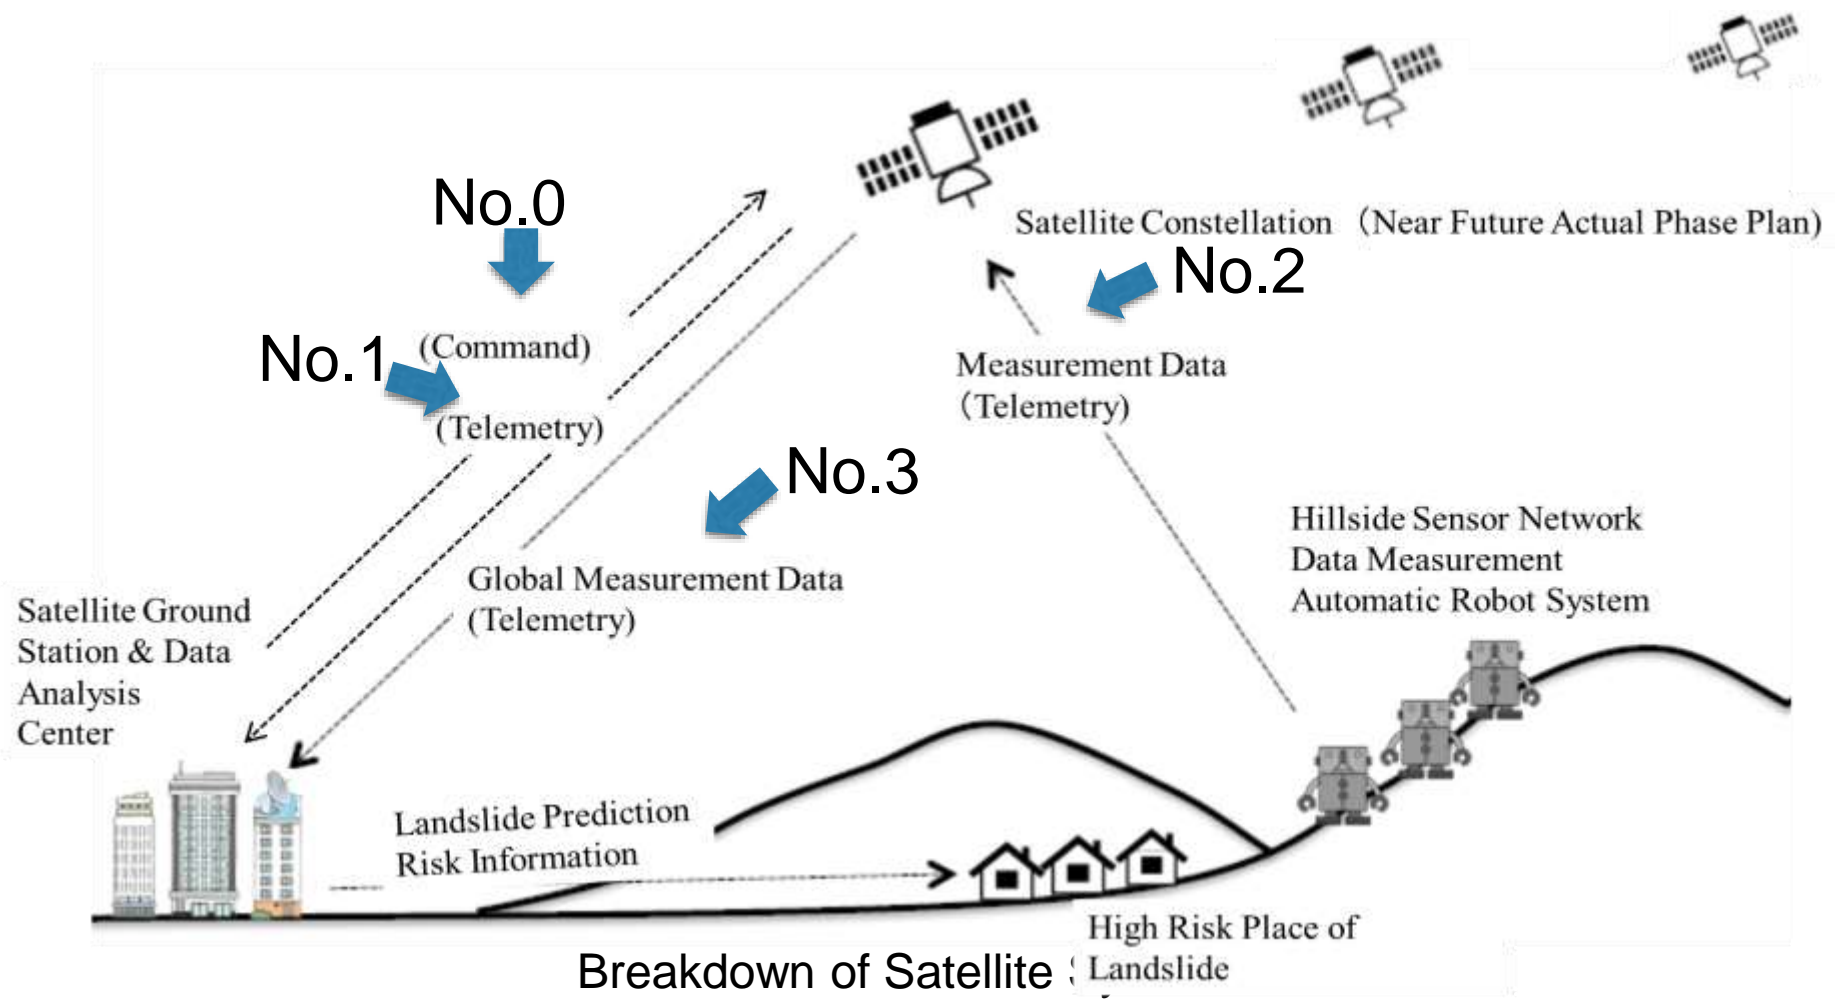 No.0
Satellite Constellation （Near Future Actual Phase Plan)
No.2
No.1
(Command)
Measurement Data
（Telemetry)
(Telemetry)
No.3
Hillside Sensor Network
Data Measurement
Automatic Robot System
Global Measurement Data
(Telemetry)
Satellite Ground
Station & Data
Analysis
Center
Landslide Prediction
Risk Information
High Risk Place of
Landslide
Breakdown of Satellite